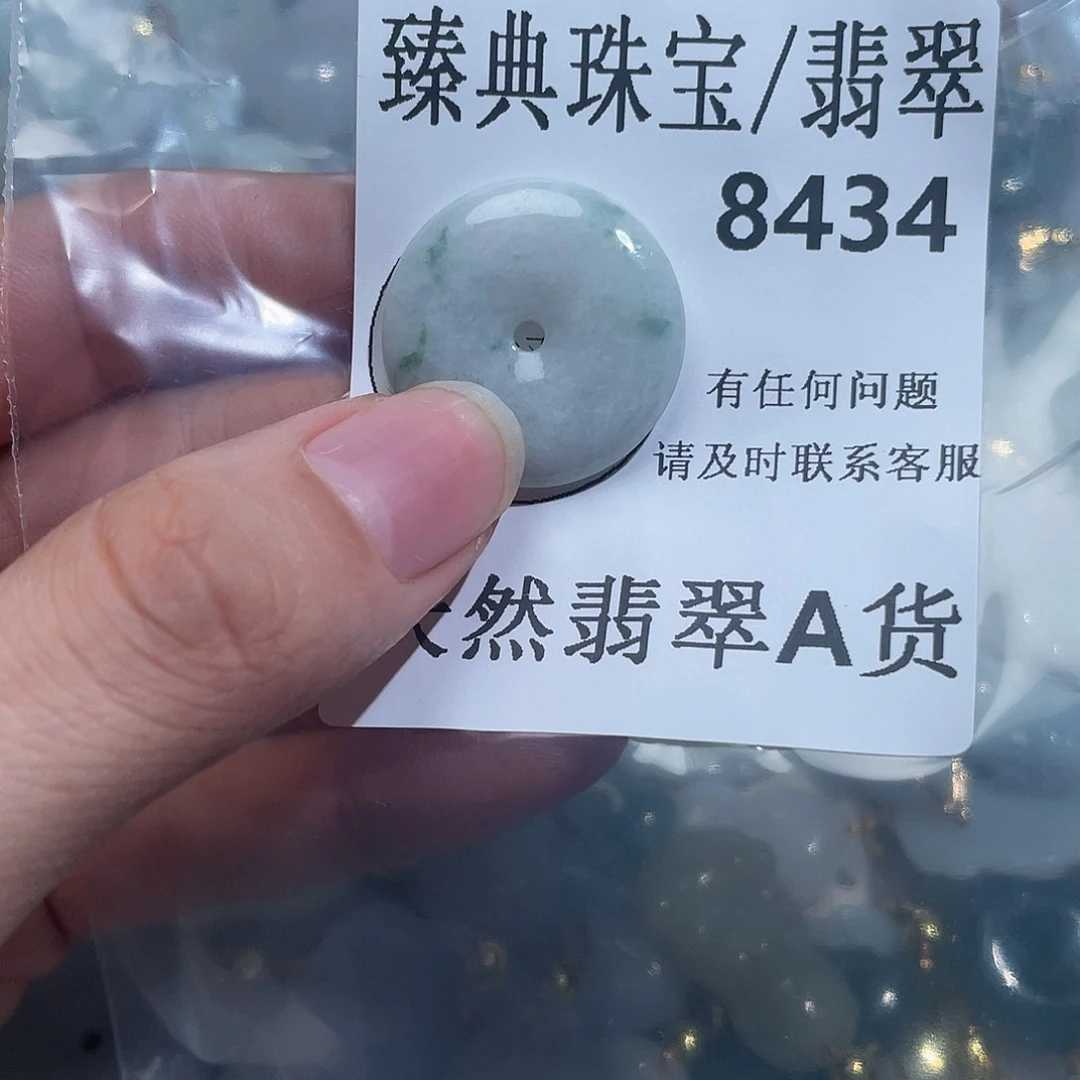 臻典珠宝/翡翠
8434
有任何问题
请及时联系客服
然翡翠A货